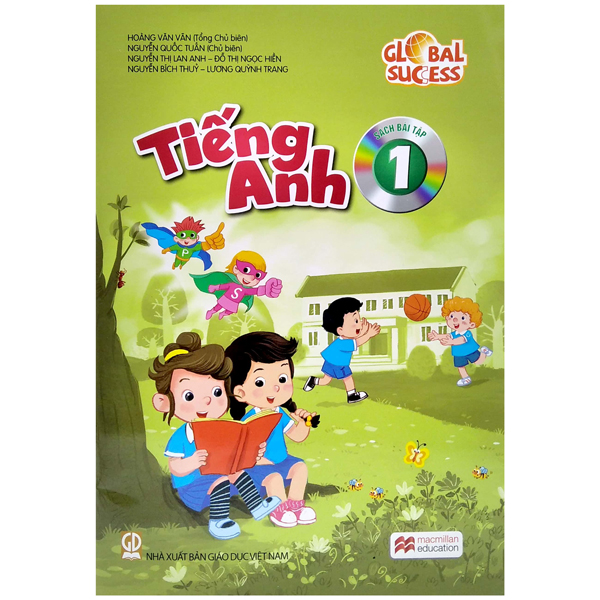 HOÀNG VĂN VÂN (Tổng Chủ biên)
NGUYỄN QUỐC TUẤN (Chủ biên)
NGUYỄN THỊ LAN ANH – ĐỖ THỊ NGỌC HIỀN
NGUYỄN BÍCH THUỶ – LƯƠNG QUỲNH TRANG
GLOBAL
SUCCESS
Tiếng
Anh
SÁCH BÀI TẬP
1
P
S
GD
NHÀ XUẤT BẢN GIÁO DỤC VIỆT NAM
macmillan
education